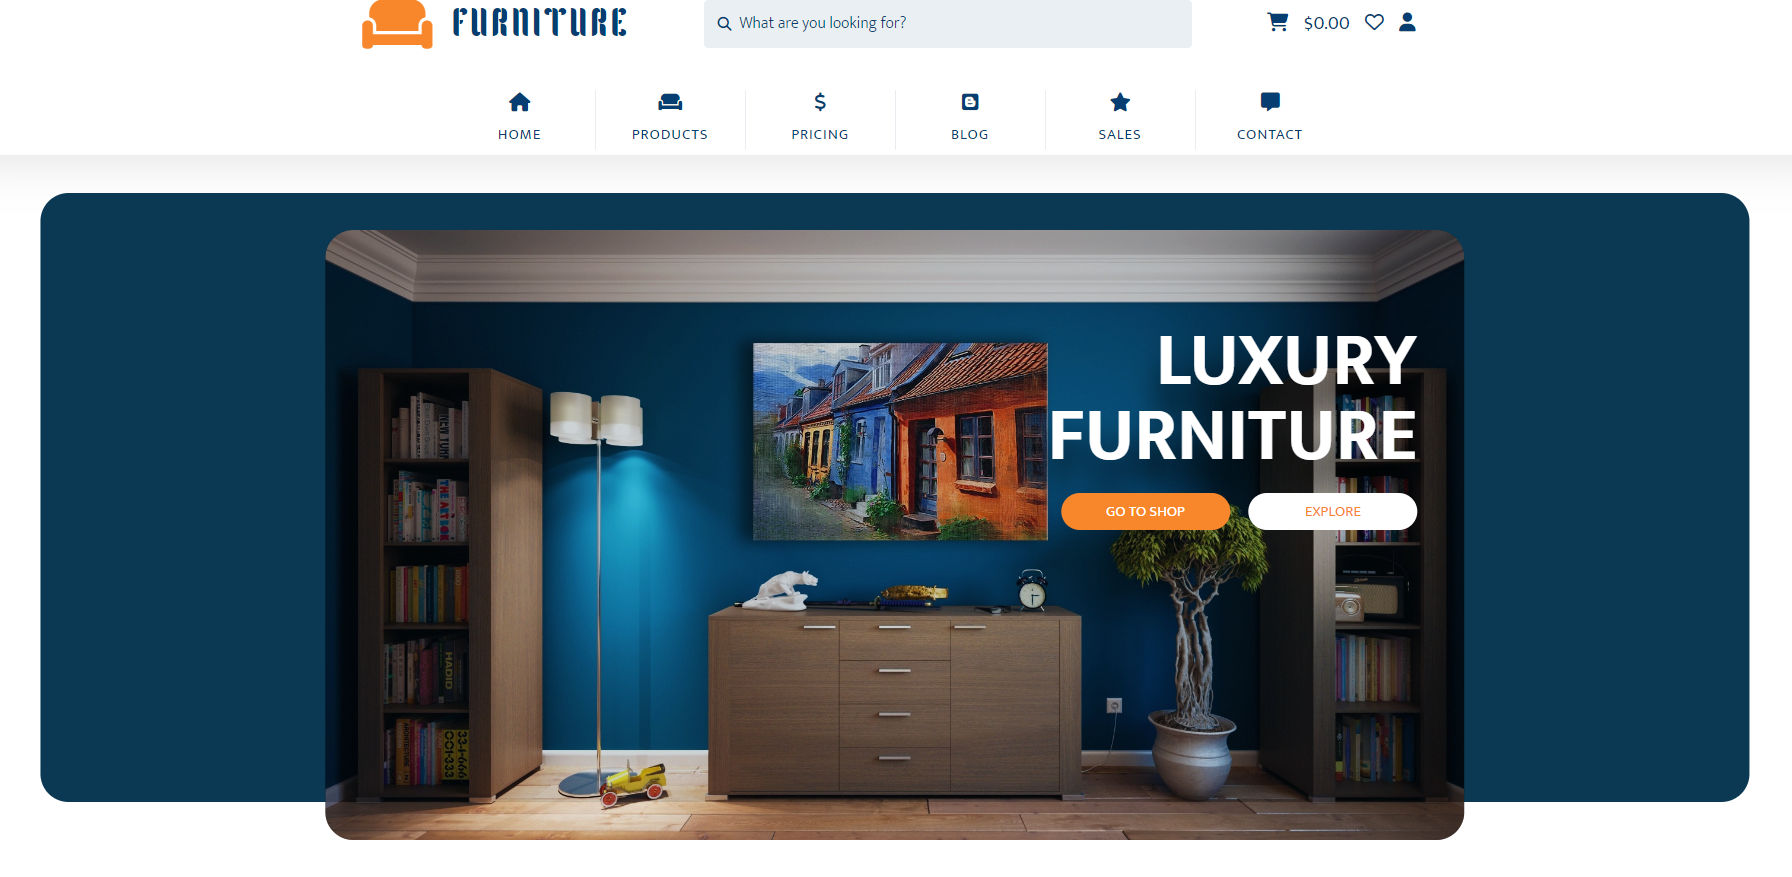 FURNITURE
What are you looking for?
$0.00
HOME
PRODUCTS
PRICING
BLOG
SALES
CONTACT
LUXURY
FURNITURE
GO TO SHOP
EXPLORE
HADID